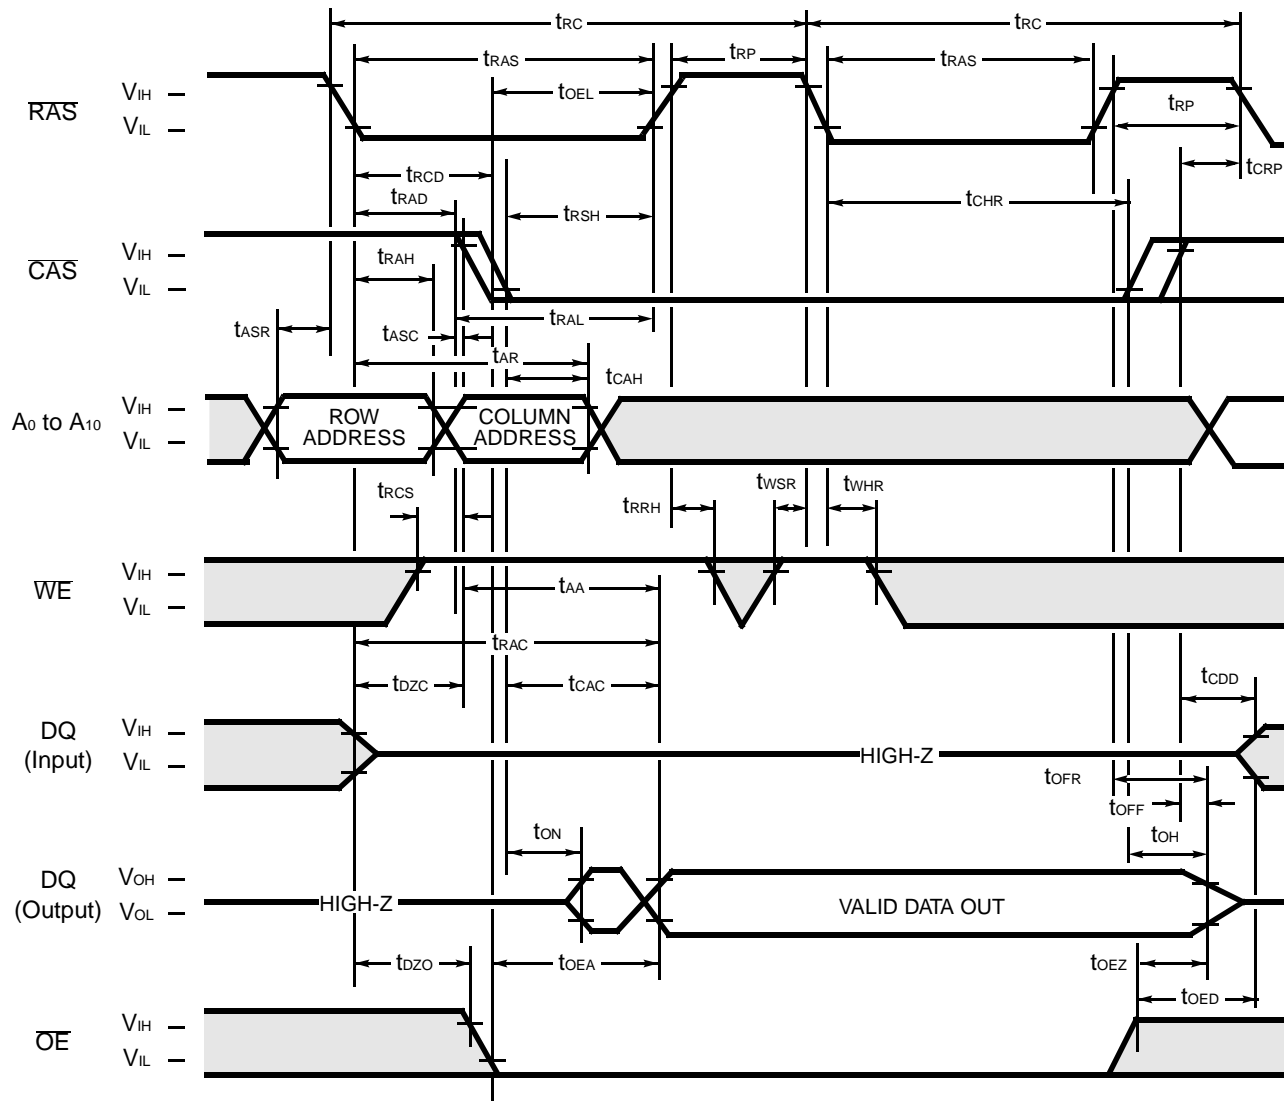 tRC tRC
tRAS tRP tRAS
RAS VIH tOEL tRP
VIL
tRCD tCRP
tRAD tRSH tCHR
CAS VIH tRAH
VIL
tASR tASC tRAL
tAR
tCAH
A0 to A10 VIH ROW ADDRESS COLUMN ADDRESS
VIL
tRCS tRRH tWSR tWHR
WE VIH
VIL tAA
tRAC
tDZC tCAC tCDD
DQ (Input) VIH
VIL HIGH-Z
tOFR
tOFF
tON tOH
DQ (Output) VOH
VOL HIGH-Z VALID DATA OUT
tDZO tOEA tOEZ
tOED
OE VIH
VIL